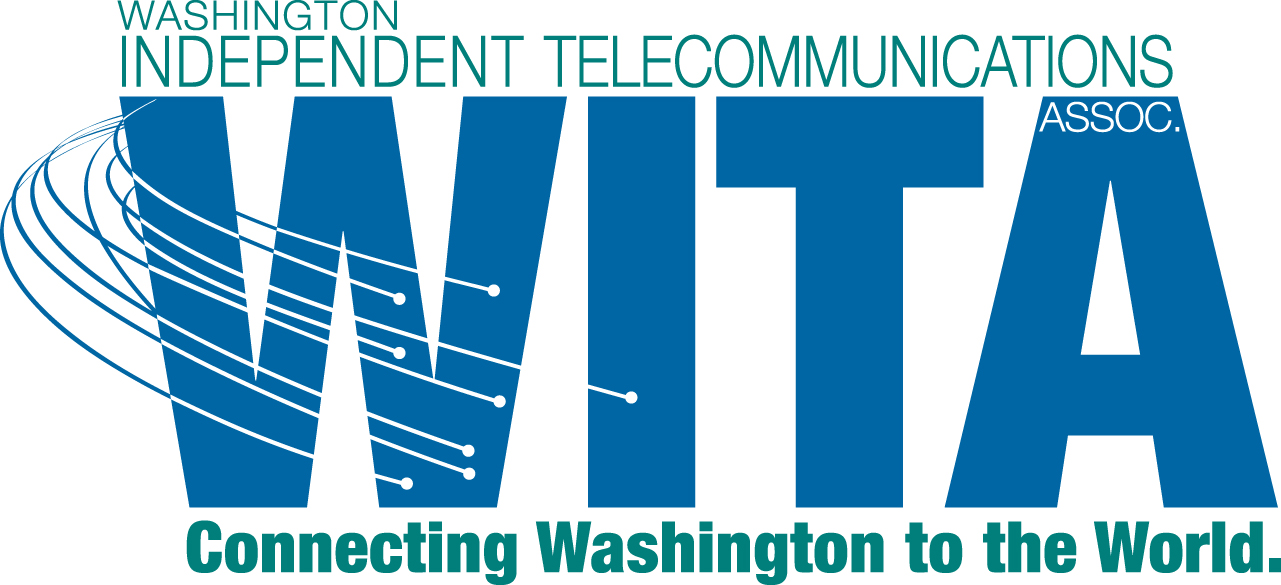 WASHINGTON
INDEPENDENT TELECOMMUNICATIONS
WITA
ASSOC.
Connecting Washington to the World.